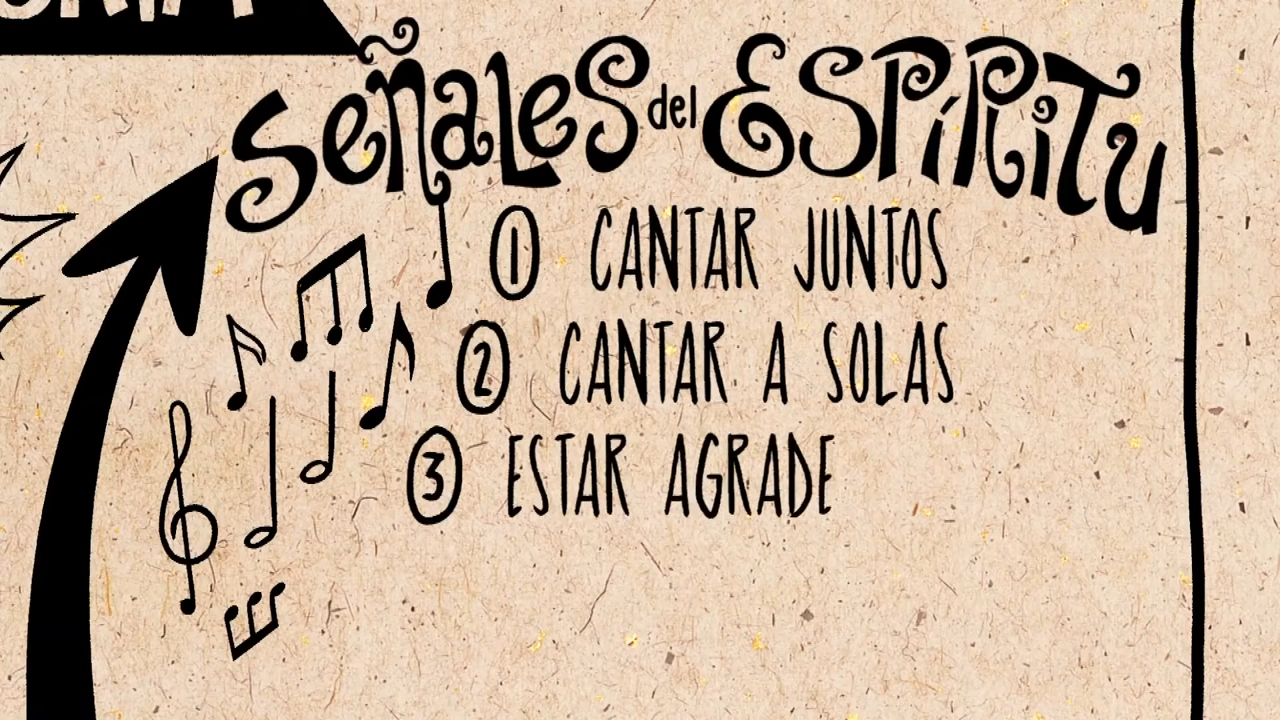 Señales del ESPÍRiTu
① CANTAR JUNTOS
② CANTAR A SOLAS
③ ESTAR AGRADE